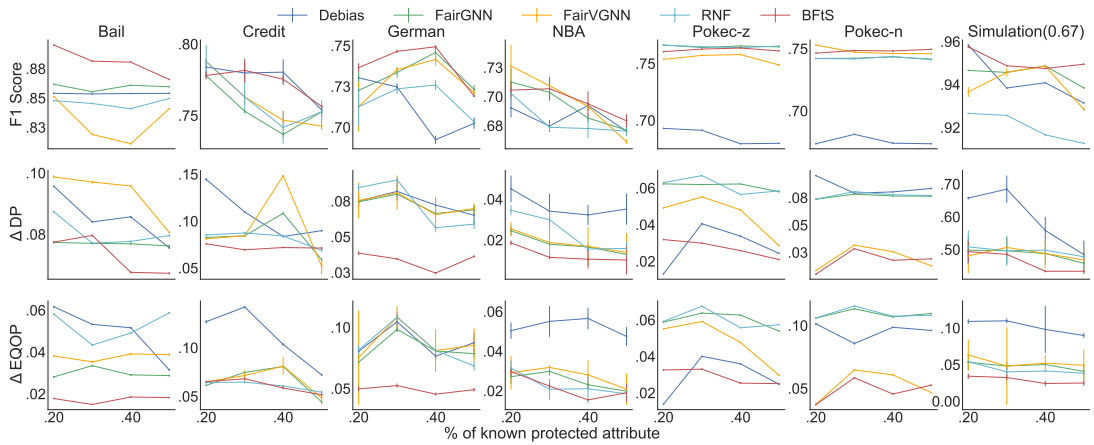 Debias FairGNN FairVGNN RNF BFtS
Bail Credit German NBA Pokec-z Pokec-n Simulation(0.67)
F1 Score
.88 .85 .83
.80 .75
.75 .73 .70
.73 .68
.75 .70
.75 .70
.96 .94 .92
Δ DP
.10 .08
.15 .10 .05
.08 .05 .03
.04 .02
.06 .04 .02
.08 .03
.70 .60 .50
Δ EQOP
.06 .04 .02
.15 .10 .05
.10 .05
.06 .04 .02
.06 .04 .02
.10 .05
.10 .05 0.00
.20 .40 .20 .40 .20 .40 .20 .40 .20 .40 .20 .40 .20 .40
% of known protected attribute